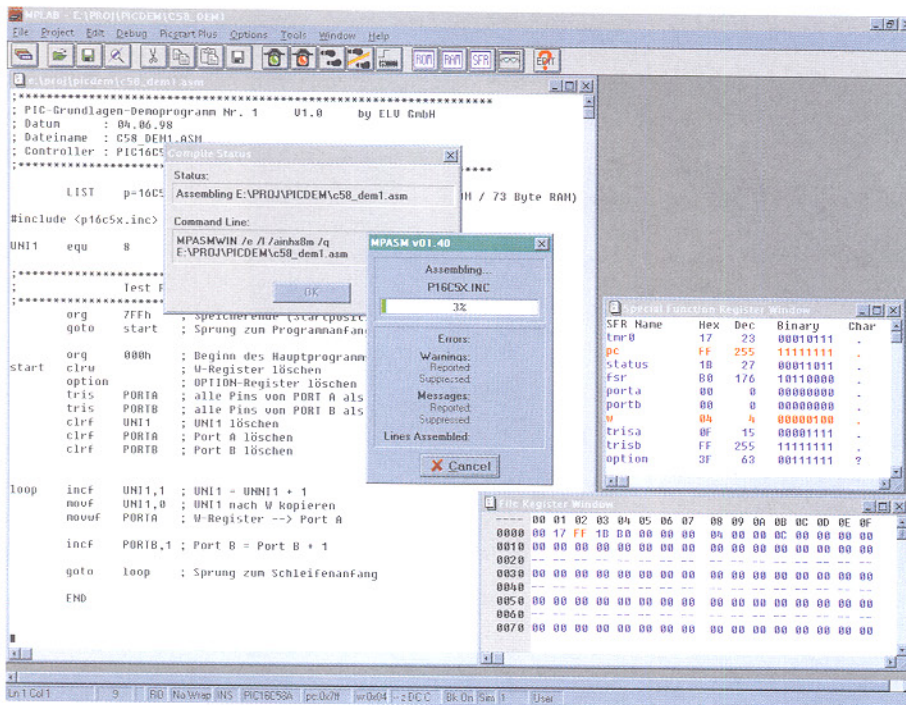 MPLAB - E:\PROJ\PICDEM\C58_DEM1
File Project Edit Debug Picstart Plus Options Tools Window Help
ROM RAM SFR EDIT
e:\proj\picdem\c58_dem1.asm
; PIC-Grundlagen-Demoprogramm Nr. 1 V1.0 by ELV GmbH
; Datum : 04.06.98
; Dateiname : C58_DEM1.ASM
; Controller : PIC16C5
LIST p=16C5 M / 73 Byte RAM)
#include <p16c5x.inc>
UNI1 equ 8
; Test P
org 7FFh ; Speicherende (Startposit
goto start ; Sprung zum Programmanfang
org 000h ; Beginn des Hauptprogramm
start clrw ; W-Register löschen
option ; OPTION-Register löschen
tris PORTA ; alle Pins von PORT A als
tris PORTB ; alle Pins von PORT B als
clrf UNI1 ; UNI1 löschen
clrf PORTA ; Port A löschen
clrf PORTB ; Port B löschen
loop incf UNI1,1 ; UNI1 = UNNI1 + 1
movf UNI1,0 ; UNI1 nach W kopieren
movwf PORTA ; W-Register --> Port A
incf PORTB,1 ; Port B = Port B + 1
goto loop ; Sprung zum Schleifenanfang
END
Compile Status
Status:
Assembling E:\PROJ\PICDEM\c58_dem1.asm
Command Line:
MPASMWIN /e /l /ainhx8m /q
E:\PROJ\PICDEM\c58_dem1.asm
OK
MPASM v01.40
Assembling...
P16C5X.INC
3%
Errors:
Warnings:
Reported:
Suppressed:
Messages:
Reported:
Suppressed:
Lines Assembled:
Cancel
Special Function Register Window
SFR Name Hex Dec Binary Char
tmr0 17 23 00010111 .
pc FF 255 11111111 .
status 1B 27 00011011 .
fsr B0 176 10110000 .
porta 00 0 00000000 .
portb 00 0 00000000 .
w 04 4 00000100 .
trisa 0F 15 00001111 .
trisb FF 255 11111111 .
option 3F 63 00111111 ?
File Register Window
---- 00 01 02 03 04 05 06 07 08 09 0A 0B 0C 0D 0E 0F
0000 00 17 FF 1B B0 00 00 00 04 00 00 0C 00 00 00 00
0010 00 00 00 00 00 00 00 00 00 00 00 00 00 00 00 00
0020 -- -- -- -- -- -- -- -- -- -- -- -- -- -- -- --
0030 00 00 00 00 00 00 00 00 00 00 00 00 00 00 00 00
0040 -- -- -- -- -- -- -- -- -- -- -- -- -- -- -- --
0050 00 00 00 00 00 00 00 00 00 00 00 00 00 00 00 00
0060 -- -- -- -- -- -- -- -- -- -- -- -- -- -- -- --
0070 00 00 00 00 00 00 00 00 00 00 00 00 00 00 00 00
Ln 1 Col 1 9 RO No Wrap INS PIC16C58A pc:0x7ff w:0x04 -- z DC C Bk On Sim 1 User